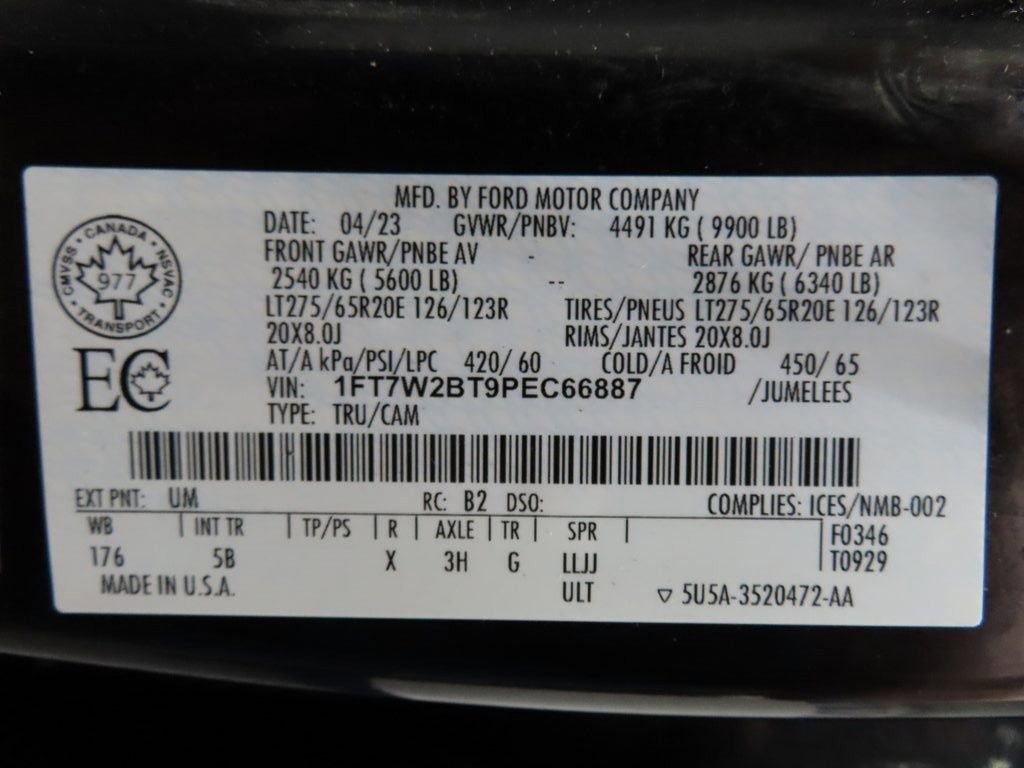 MFD. BY FORD MOTOR COMPANY
DATE: 04/23 GVWR/PNBV: 4491 KG ( 9900 LB)
FRONT GAWR/PNBE AV - REAR GAWR/ PNBE AR
2540 KG ( 5600 LB) -- 2876 KG ( 6340 LB)
LT275/65R20E 126/123R TIRES/PNEUS LT275/65R20E 126/123R
20X8.0J RIMS/JANTES 20X8.0J
AT/A kPa/PSI/LPC 420/ 60 COLD/A FROID 450/ 65
VIN: 1FT7W2BT9PEC66887 /JUMELEES
TYPE: TRU/CAM
CANADA
CMVSS • NSVAC
977
TRANSPORT
EC
EXT PNT: UM RC: B2 DSO: COMPLIES: ICES/NMB-002
WB | INT TR | TP/PS | R | AXLE | TR | SPR | F0346
176 5B X 3H G LLJJ T0929
MADE IN U.S.A. ULT ▽ 5U5A-3520472-AA